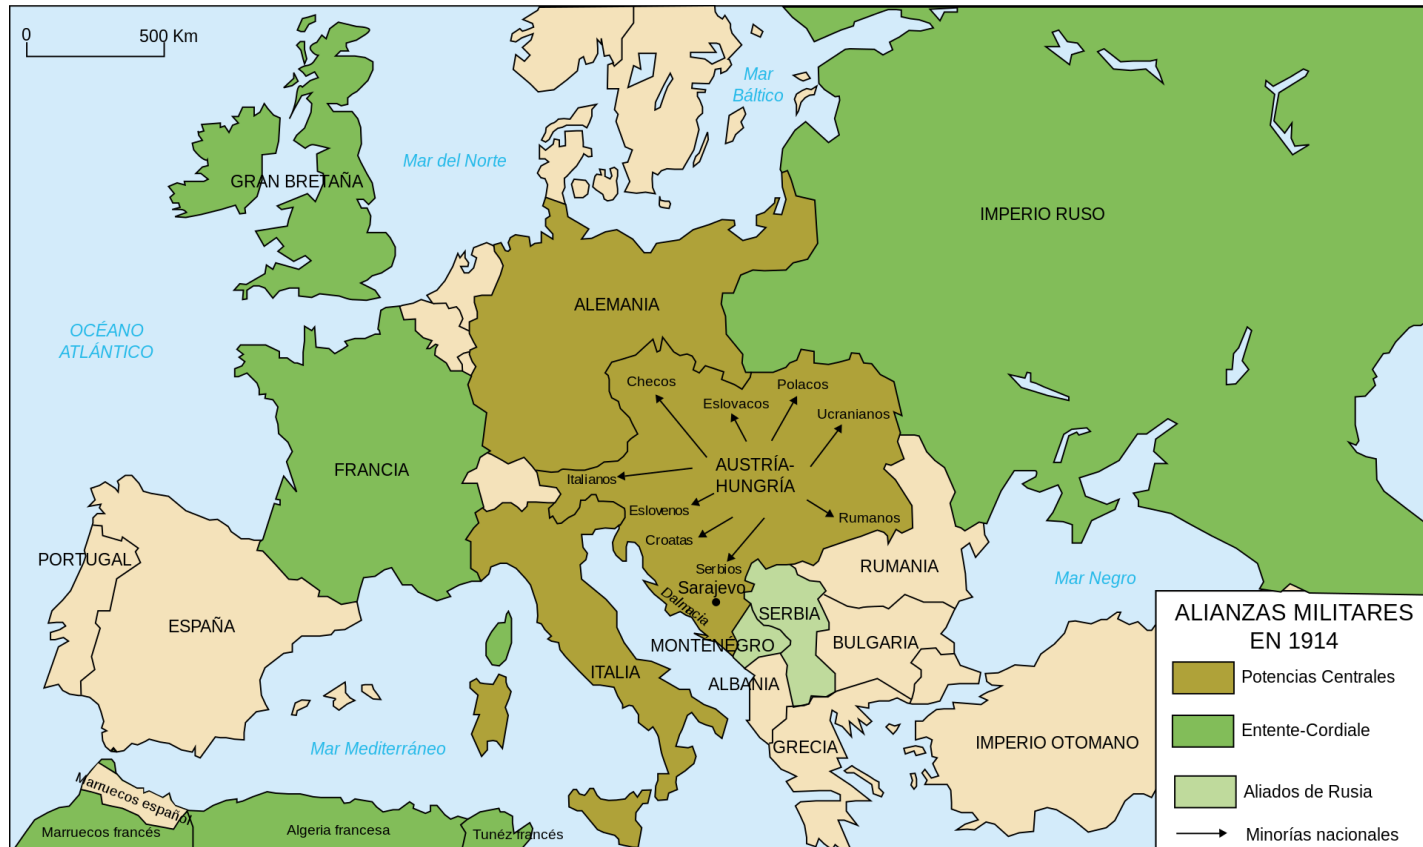 0
500 Km
Mar
Báltico
Mar del Norte
GRAN BRETAÑA
IMPERIO RUSO
ALEMANIA
OCÉANO
ATLÁNTICO
Checos
Polacos
Eslovacos
Ucranianos
FRANCIA
AUSTRÍA-
HUNGRÍA
Italianos
Eslovenos
Rumanos
Croatas
PORTUGAL
Serbios
RUMANIA
Mar Negro
Sarajevo
Dalmacia
SERBIA
ESPAÑA
BULGARIA
MONTENEGRO
ITALIA
ALBANIA
Mar Mediterráneo
GRECIA
IMPERIO OTOMANO
Marruecos español
Marruecos francés
Algeria francesa
Tunéz francés
ALIANZAS MILITARES
EN 1914
Potencias Centrales
Entente-Cordiale
Aliados de Rusia
Minorías nacionales